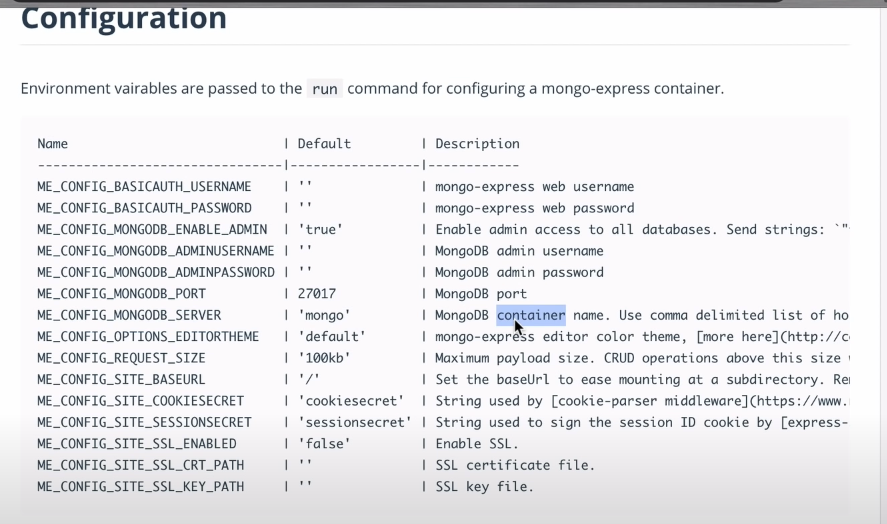 Configuration
Environment vairables are passed to the run command for configuring a mongo-express container.
Name | Default | Description
-------------------------------|-----------------|------------
ME_CONFIG_BASICAUTH_USERNAME | '' | mongo-express web username
ME_CONFIG_BASICAUTH_PASSWORD | '' | mongo-express web password
ME_CONFIG_MONGODB_ENABLE_ADMIN | 'true' | Enable admin access to all databases. Send strings: `"
ME_CONFIG_MONGODB_ADMINUSERNAME | '' | MongoDB admin username
ME_CONFIG_MONGODB_ADMINPASSWORD | '' | MongoDB admin password
ME_CONFIG_MONGODB_PORT | 27017 | MongoDB port
ME_CONFIG_MONGODB_SERVER | 'mongo' | MongoDB container name. Use comma delimited list of ho
ME_CONFIG_OPTIONS_EDITORTHEME | 'default' | mongo-express editor color theme, [more here](http://c
ME_CONFIG_REQUEST_SIZE | '100kb' | Maximum payload size. CRUD operations above this size
ME_CONFIG_SITE_BASEURL | '/' | Set the baseUrl to ease mounting at a subdirectory. Re
ME_CONFIG_SITE_COOKIESECRET | 'cookiesecret' | String used by [cookie-parser middleware](https://www.
ME_CONFIG_SITE_SESSIONSECRET | 'sessionsecret' | String used to sign the session ID cookie by [express-
ME_CONFIG_SITE_SSL_ENABLED | 'false' | Enable SSL.
ME_CONFIG_SITE_SSL_CRT_PATH | '' | SSL certificate file.
ME_CONFIG_SITE_SSL_KEY_PATH | '' | SSL key file.